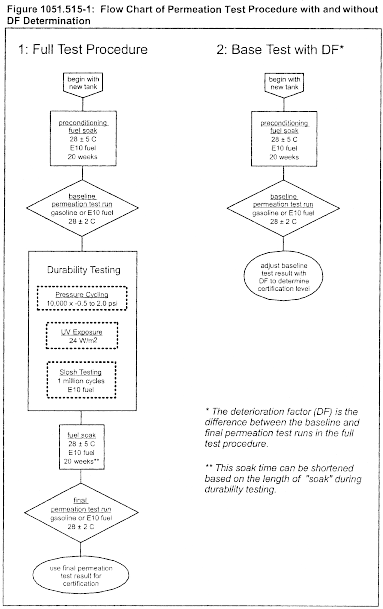 Figure 1051.515-1: Flow Chart of Permeation Test Procedure with and without
DF Determination
1: Full Test Procedure
begin with
new tank
preconditioning
fuel soak
28 ± 5 C
E10 fuel
20 weeks
baseline
permeation test run
gasoline or E10 fuel
28 ± 2 C
Durability Testing
Pressure Cycling
10,000 x -0.5 to 2.0 psi
UV Exposure
24 W/m2
Slosh Testing
1 million cycles
E10 fuel
fuel soak
28 ± 5 C
E10 fuel
20 weeks**
final
permeation test run
gasoline or E10 fuel
28 ± 2 C
use final permeation
test result for
certification
2: Base Test with DF*
begin with
new tank
preconditioning
fuel soak
28 ± 5 C
E10 fuel
20 weeks
baseline
permeation test run
gasoline or E10 fuel
28 ± 2 C
adjust baseline
test result with
DF to determine
certification level
* The deterioration factor (DF) is the
difference between the baseline and
final permeation test runs in the full
test procedure.
** This soak time can be shortened
based on the length of "soak" during
durability testing.